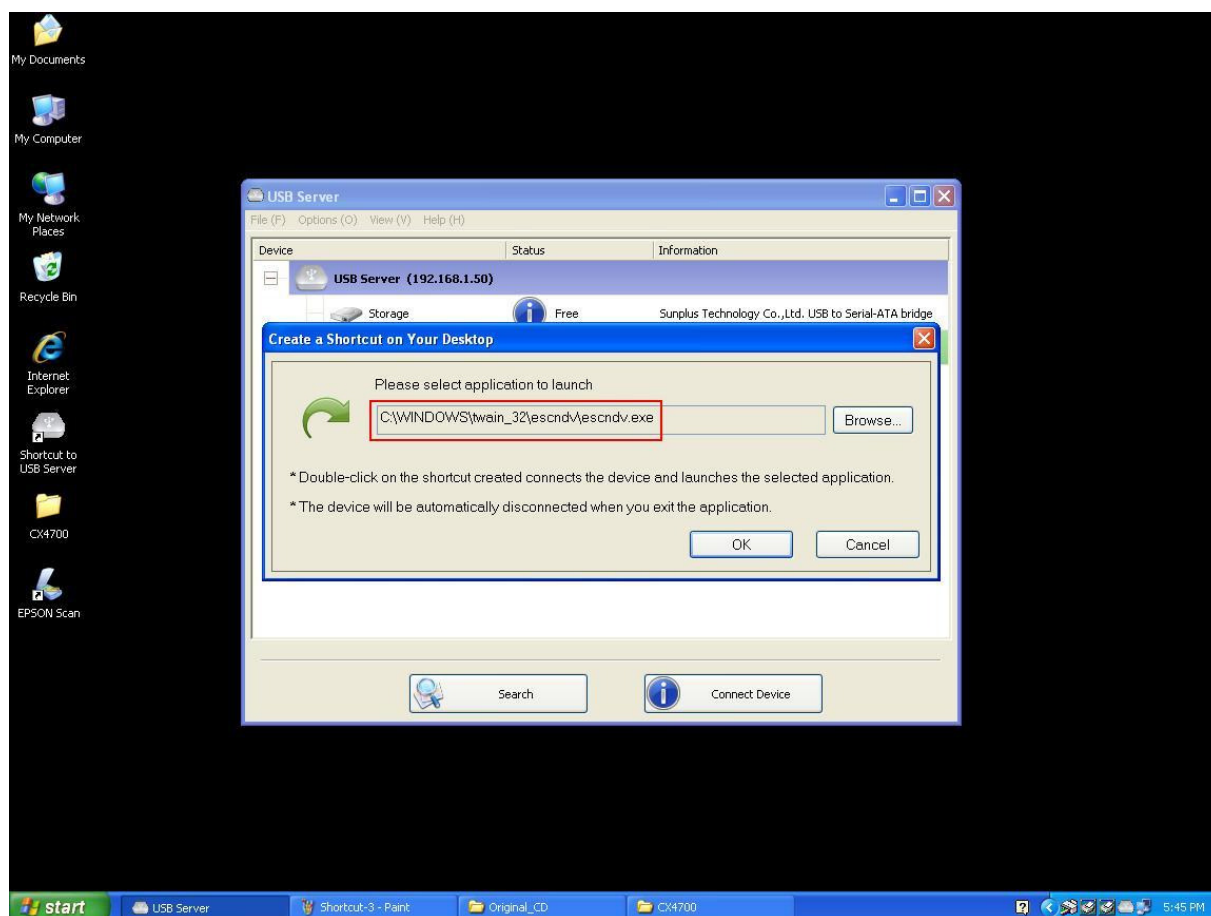 My Documents
My Computer
My Network
Places
Recycle Bin
Internet
Explorer
Shortcut to
USB Server
CX4700
EPSON Scan
USB Server
File (F) Options (O) View (V) Help (H)
Device Status Information
USB Server (192.168.1.50)
Storage Free Sunplus Technology Co.,Ltd. USB to Serial-ATA bridge
Create a Shortcut on Your Desktop
Please select application to launch
C:\WINDOWS\twain_32\escndv\escndv.exe
Browse...
* Double-click on the shortcut created connects the device and launches the selected application.
* The device will be automatically disconnected when you exit the application.
OK Cancel
Search Connect Device
start USB Server Shortcut-3 - Paint Original_CD CX4700 5:45 PM